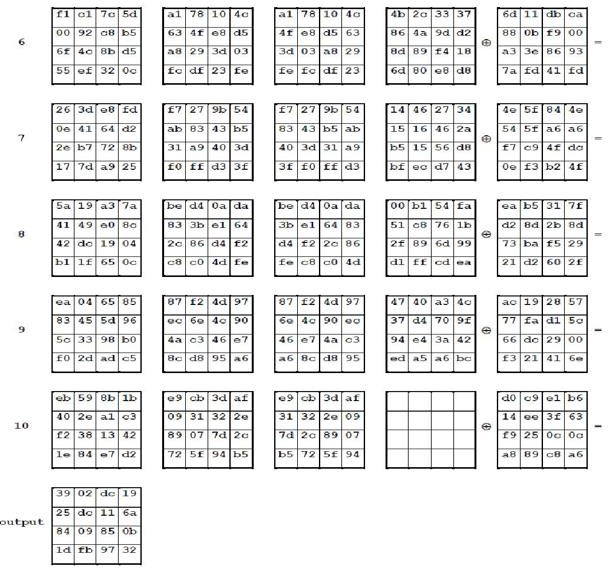 f1 c1 7c 5d a1 78 10 4c a1 78 10 4c 4b 2c 33 37 6d 11 db ca
6 00 92 c8 b5 63 4f e8 d5 4f e8 d5 63 86 4a 9d d2 ⊕ 88 0b f9 00 =
6f 4c 8b d5 a8 29 3d 03 3d 03 a8 29 8d 89 f4 18 a3 3e 86 93
55 ef 32 0c fc df 23 fe fe fc df 23 6d 80 e8 d8 7a fd 41 fd
26 3d e8 fd f7 27 9b 54 f7 27 9b 54 14 46 27 34 4e 5f 84 4e
7 0e 41 64 d2 ab 83 43 b5 83 43 b5 ab 15 16 46 2a ⊕ 54 5f a6 a6 =
2e b7 72 8b 31 a9 40 3d 40 3d 31 a9 b5 15 56 d8 f7 c9 4f dc
17 7d a9 25 f0 ff d3 3f 3f f0 ff d3 bf ec d7 43 0e f3 b2 4f
5a 19 a3 7a be d4 0a da be d4 0a da 00 b1 54 fa ea b5 31 7f
8 41 49 e0 8c 83 3b e1 64 3b e1 64 83 51 c8 76 1b ⊕ d2 8d 2b 8d =
42 dc 19 04 2c 86 d4 f2 d4 f2 2c 86 2f 89 6d 99 73 ba f5 29
b1 1f 65 0c c8 c0 4d fe fe c8 c0 4d d1 ff cd ea 21 d2 60 2f
ea 04 65 85 87 f2 4d 97 87 f2 4d 97 47 40 a3 4c ac 19 28 57
9 83 45 5d 96 ec 6e 4c 90 6e 4c 90 ec 37 d4 70 9f ⊕ 77 fa d1 5c =
5c 33 98 b0 4a c3 46 e7 46 e7 4a c3 94 e4 3a 42 66 dc 29 00
f0 2d ad c5 8c d8 95 a6 a6 8c d8 95 ed a5 a6 bc f3 21 41 6e
eb 59 8b 1b e9 cb 3d af e9 cb 3d af d0 c9 e1 b6
10 40 2e a1 c3 09 31 32 2e 31 32 2e 09 ⊕ 14 ee 3f 63 =
f2 38 13 42 89 07 7d 2c 7d 2c 89 07 f9 25 0c 0c
1e 84 e7 d2 72 5f 94 b5 b5 72 5f 94 a8 89 c8 a6
39 02 dc 19
output 25 dc 11 6a
84 09 85 0b
1d fb 97 32